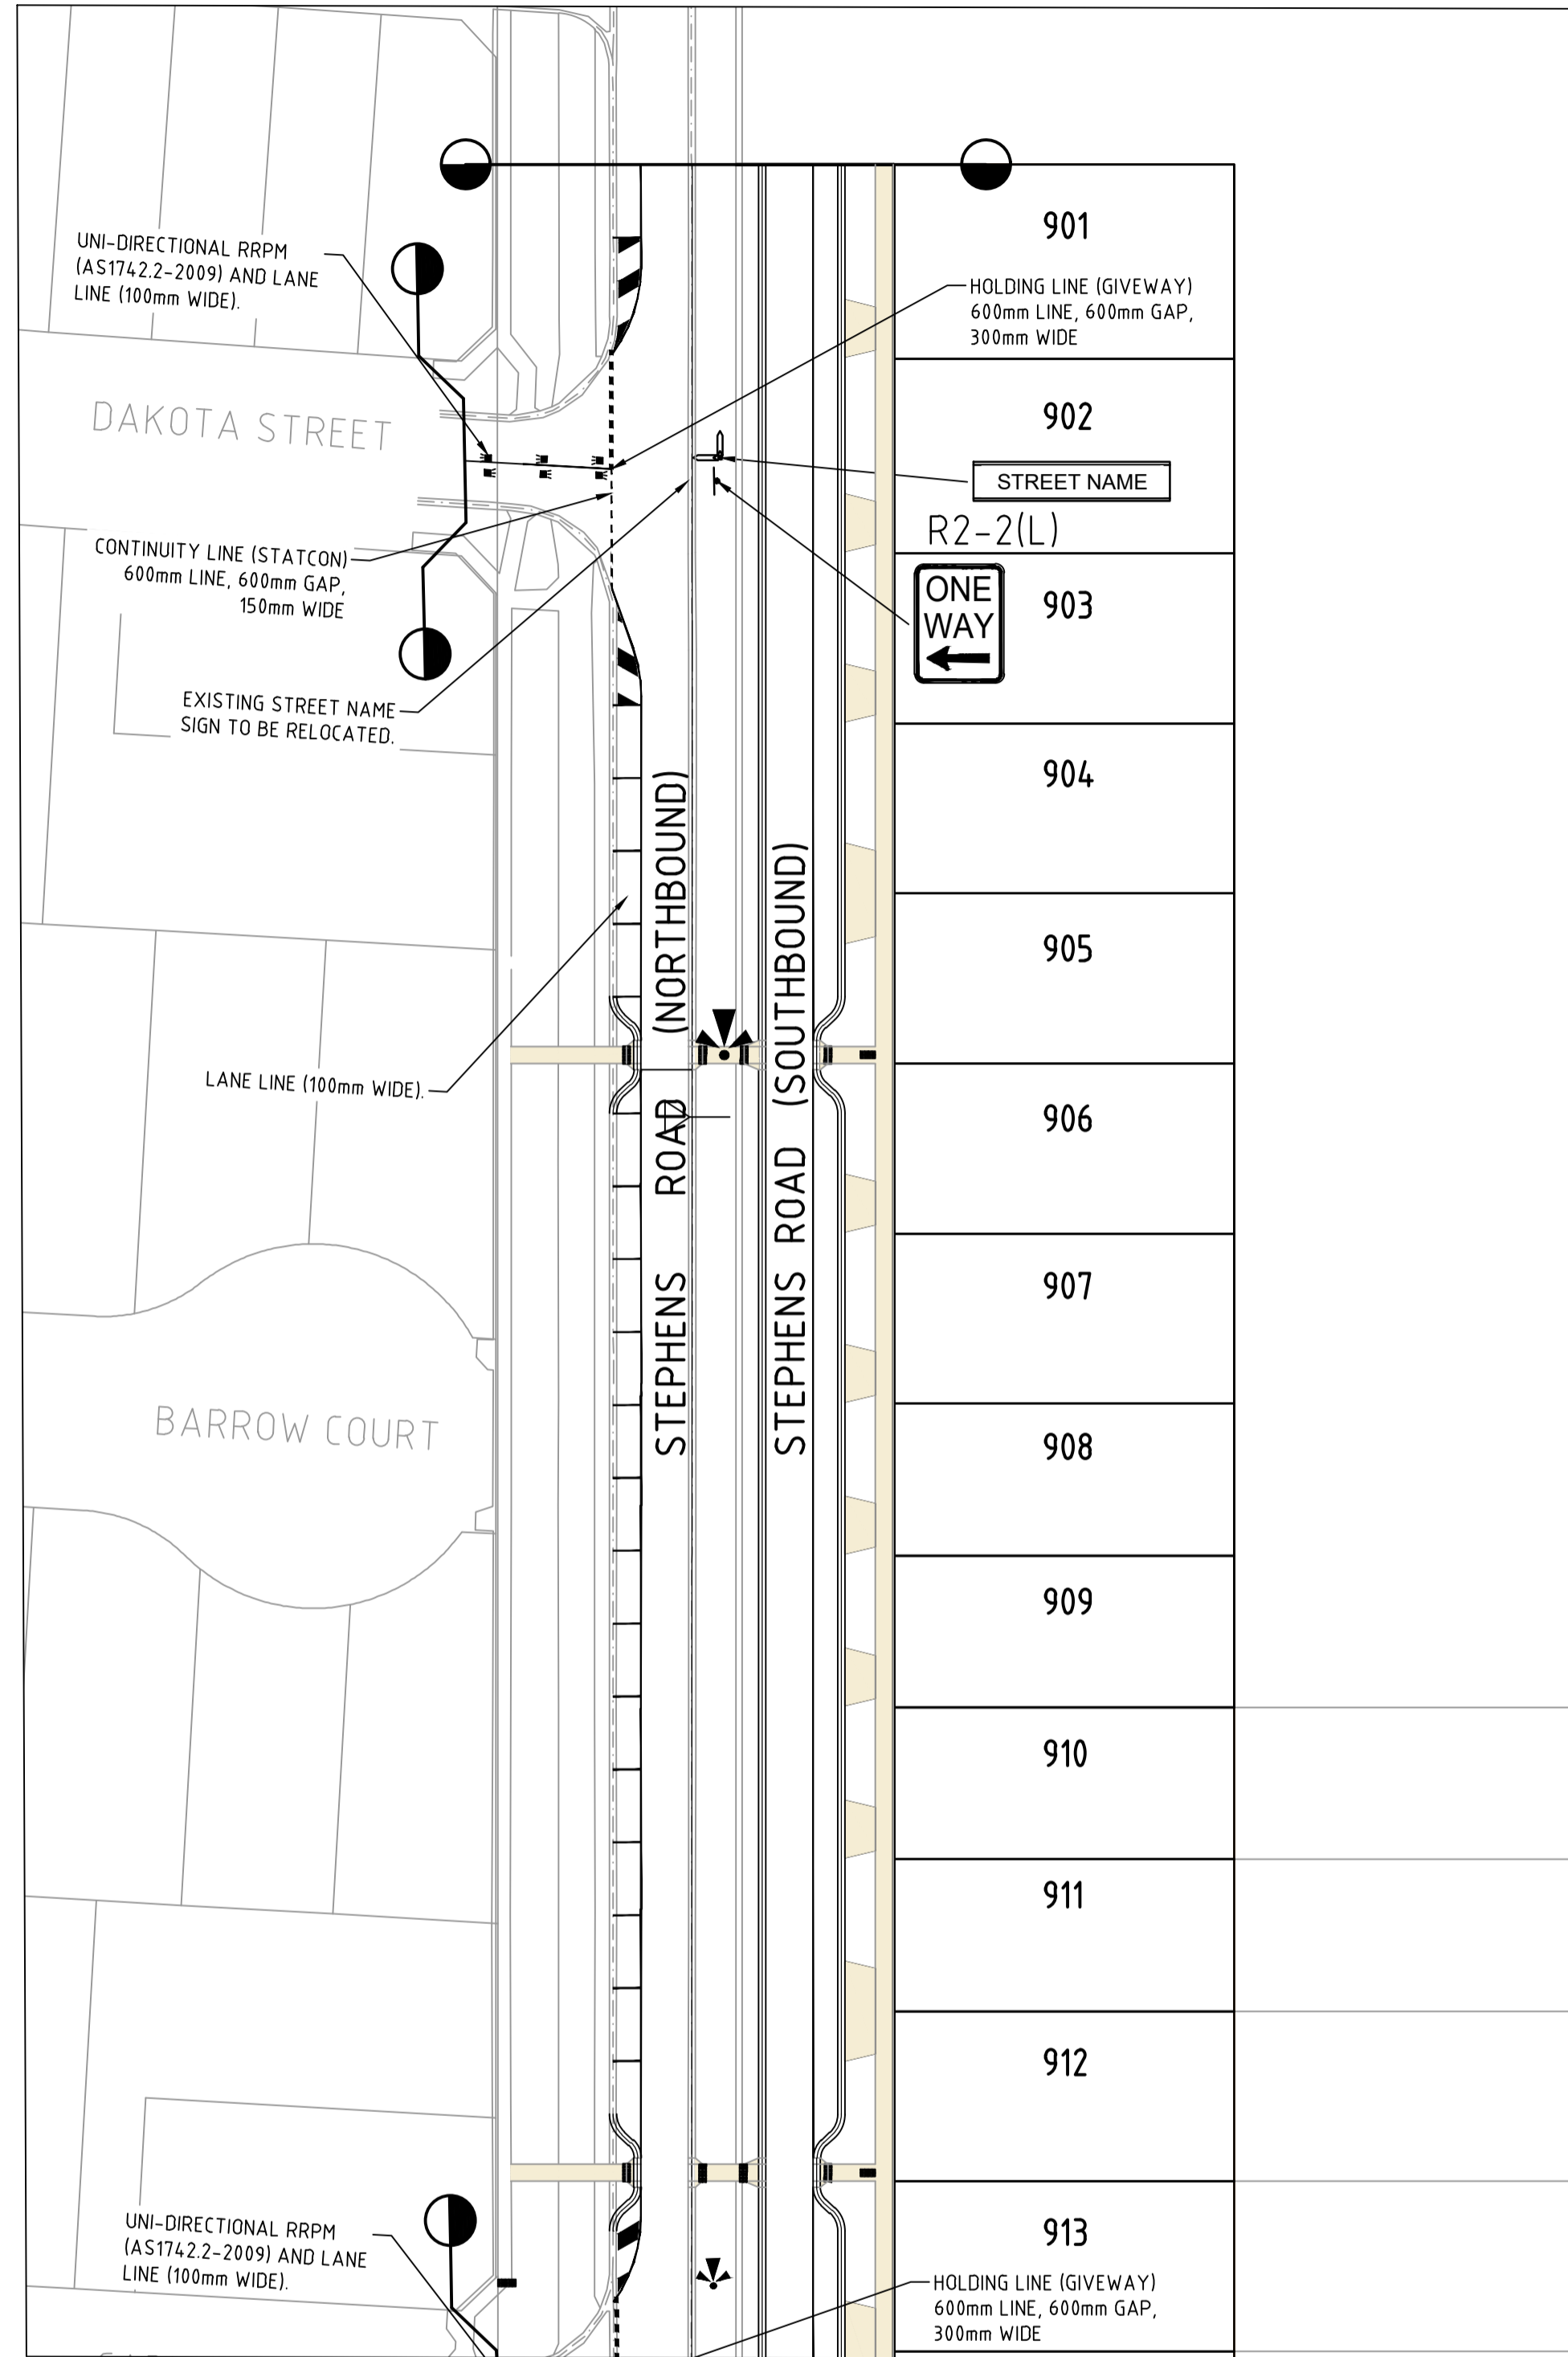 901
UNI-DIRECTIONAL RRPM
(AS1742.2-2009) AND LANE
LINE (100mm WIDE).
HOLDING LINE (GIVEWAY)
600mm LINE, 600mm GAP,
300mm WIDE
DAKOTA STREET
902
STREET NAME
R2-2(L)
CONTINUITY LINE (STATCON)
600mm LINE, 600mm GAP,
150mm WIDE
ONE
WAY
903
EXISTING STREET NAME
SIGN TO BE RELOCATED.
904
STEPHENS ROAD (NORTHBOUND)
STEPHENS ROAD (SOUTHBOUND)
905
LANE LINE (100mm WIDE).
906
907
BARROW COURT
908
909
910
911
912
UNI-DIRECTIONAL RRPM
(AS1742.2-2009) AND LANE
LINE (100mm WIDE).
913
HOLDING LINE (GIVEWAY)
600mm LINE, 600mm GAP,
300mm WIDE